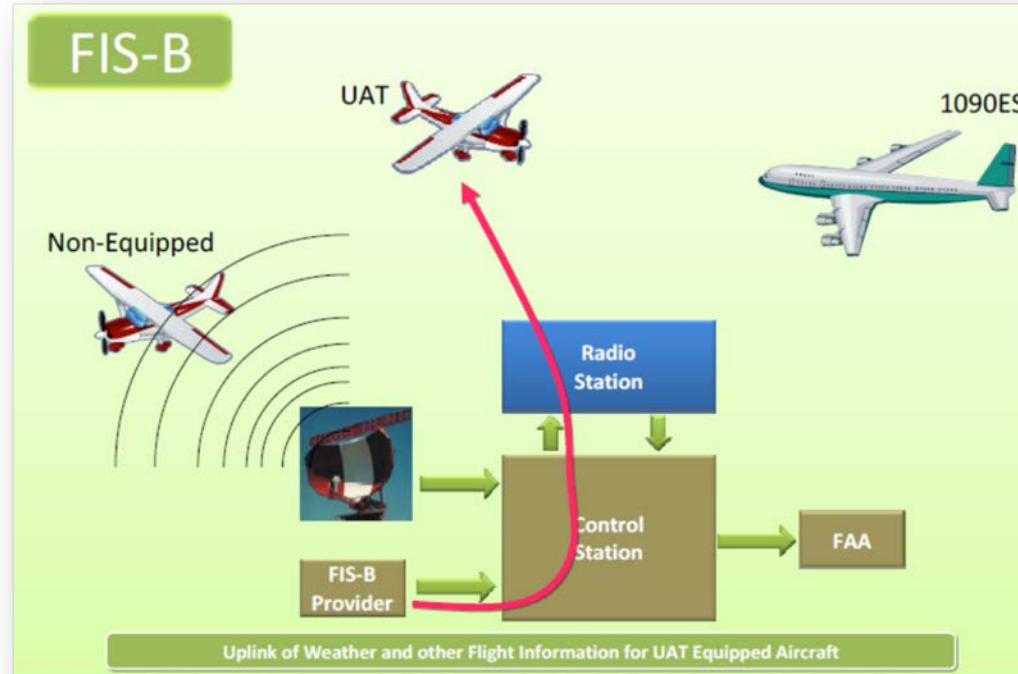 FIS-B
UAT
1090ES
Non-Equipped
Radio
Station
Control
Station
FAA
FIS-B
Provider
Uplink of Weather and other Flight Information for UAT Equipped Aircraft